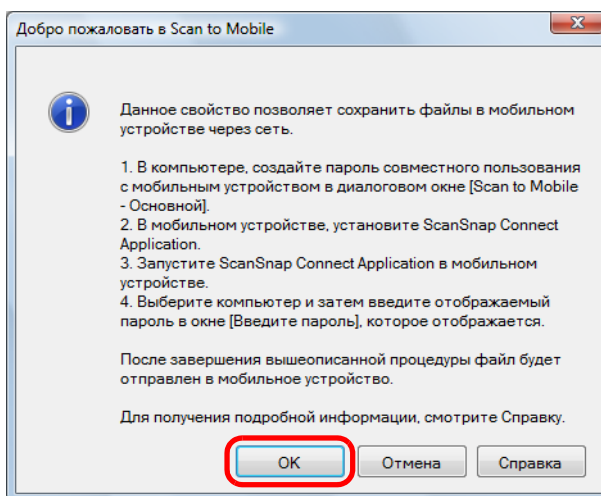 Добро пожаловать в Scan to Mobile
Данное свойство позволяет сохранить файлы в мобильном
устройстве через сеть.
1. В компьютере, создайте пароль совместного пользования
с мобильным устройством в диалоговом окне [Scan to Mobile
- Основной].
2. В мобильном устройстве, установите ScanSnap Connect
Application.
3. Запустите ScanSnap Connect Application в мобильном
устройстве.
4. Выберите компьютер и затем введите отображаемый
пароль в окне [Введите пароль], которое отображается.
После завершения вышеописанной процедуры файл будет
отправлен в мобильное устройство.
Для получения подробной информации, смотрите Справку.
OK Отмена Справка